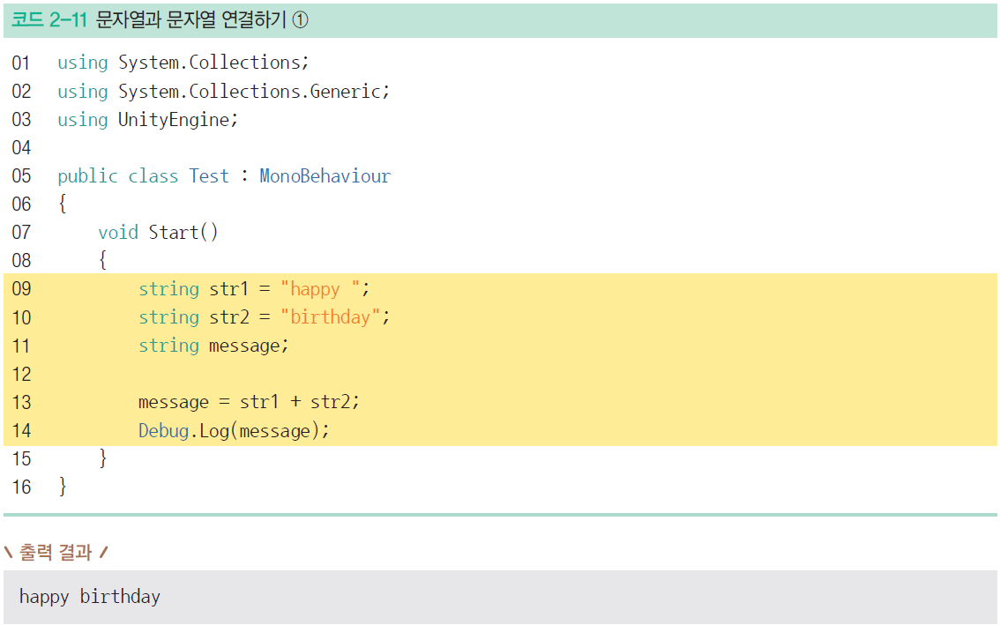 코드 2-11 문자열과 문자열 연결하기 ①
01 using System.Collections;
02 using System.Collections.Generic;
03 using UnityEngine;
04
05 public class Test : MonoBehaviour
06 {
07     void Start()
08     {
09         string str1 = "happy ";
10         string str2 = "birthday";
11         string message;
12
13         message = str1 + str2;
14         Debug.Log(message);
15     }
16 }
\ 출력 결과 /
happy birthday